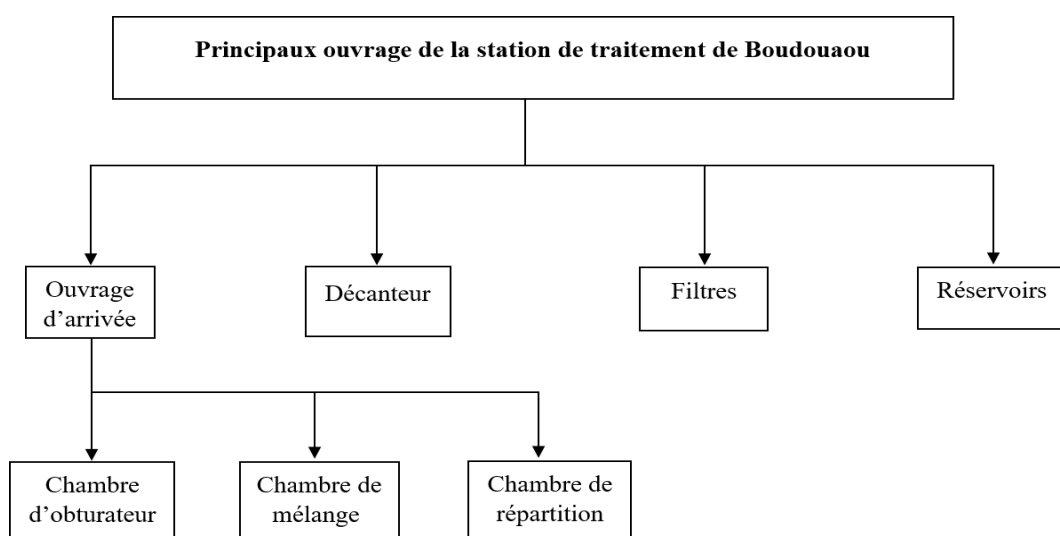 Principaux ouvrage de la station de traitement de Boudouaou
Ouvrage
d’arrivée
Décanteur
Filtres
Réservoirs
Chambre
d’obturateur
Chambre de
mélange
Chambre de
répartition